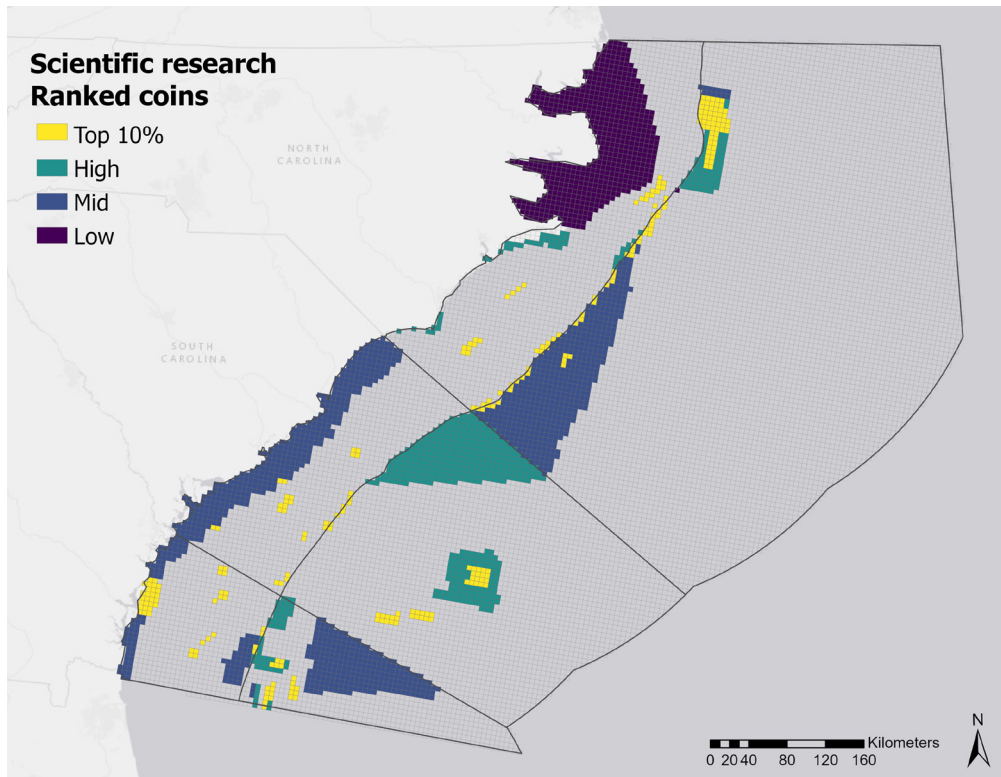 Scientific research
Ranked coins
Top 10%
High
Mid
Low
NORTH
CAROLINA
SOUTH
CAROLINA
N
Kilometers
0 20 40 80 120 160